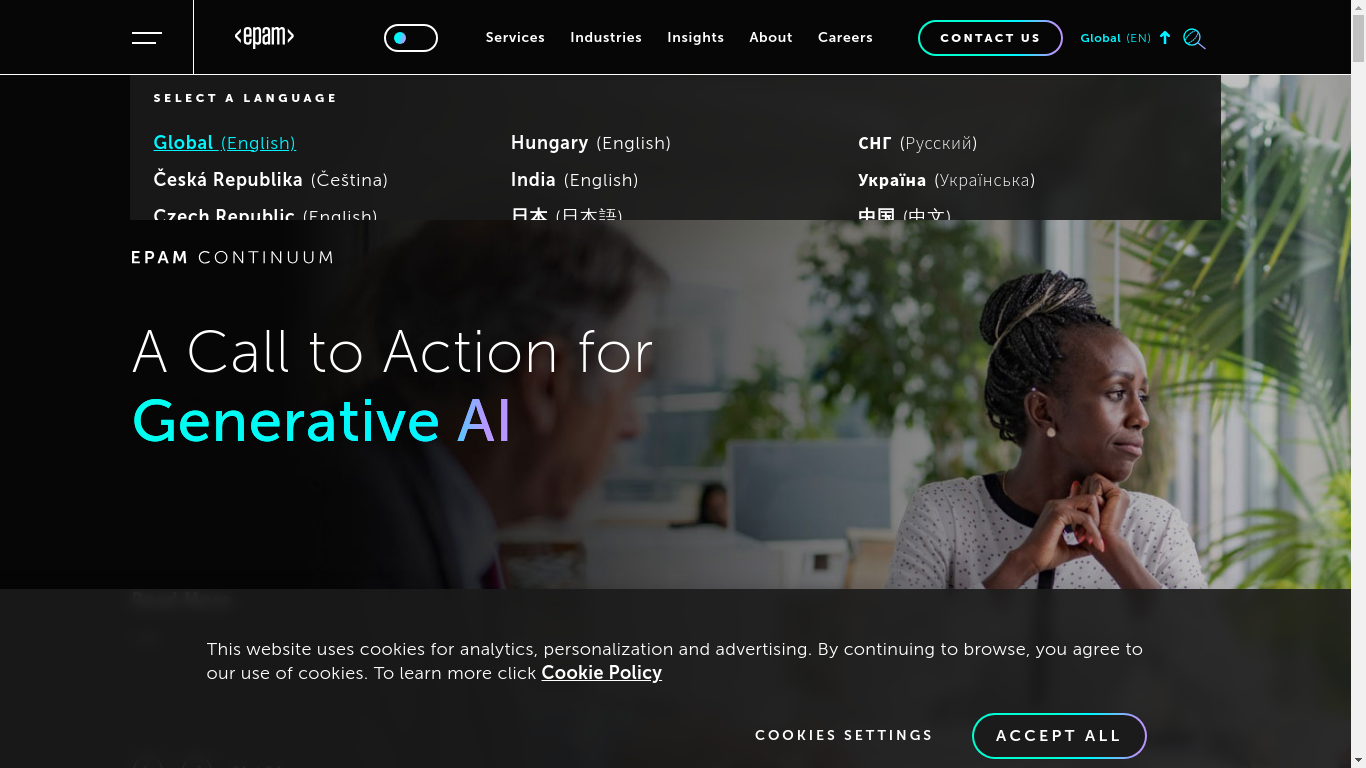 <epam>
Services
Industries
Insights
About
Careers
CONTACT US
Global (EN)
SELECT A LANGUAGE
Global (English)
Hungary (English)
СНГ (Русский)
Česká Republika (Čeština)
India (English)
Україна (Українська)
Czech Republic (English)
日本 (日本語)
中国 (中文)
EPAM CONTINUUM
A Call to Action for
Generative AI
This website uses cookies for analytics, personalization and advertising. By continuing to browse, you agree to
our use of cookies. To learn more click Cookie Policy
COOKIES SETTINGS
ACCEPT ALL